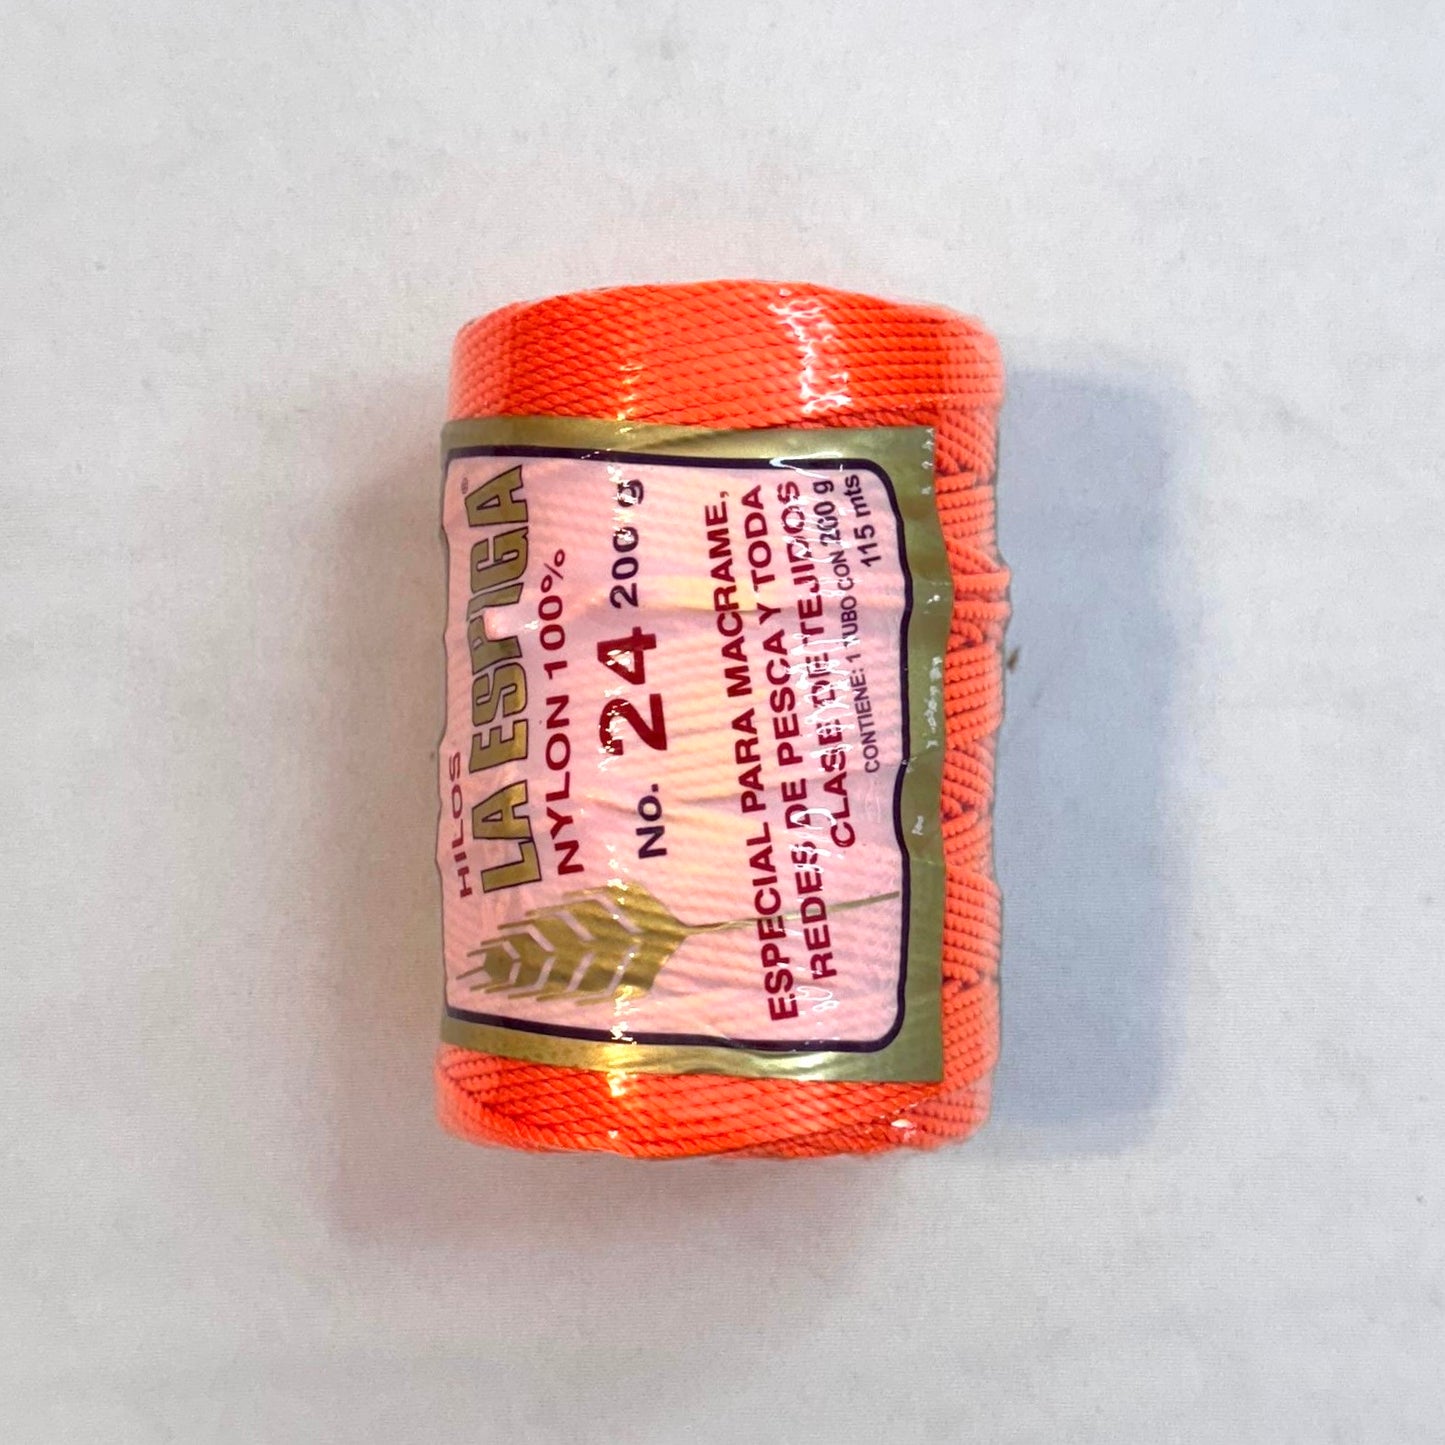 HILOS
LA ESPIGA®
NYLON 100%
No. 24 200 g
ESPECIAL PARA MACRAME,
REDES DE PESCA Y TODA
CLASE DE TEJIDOS
CONTIENE: 1 TUBO CON 200 g
115 mts